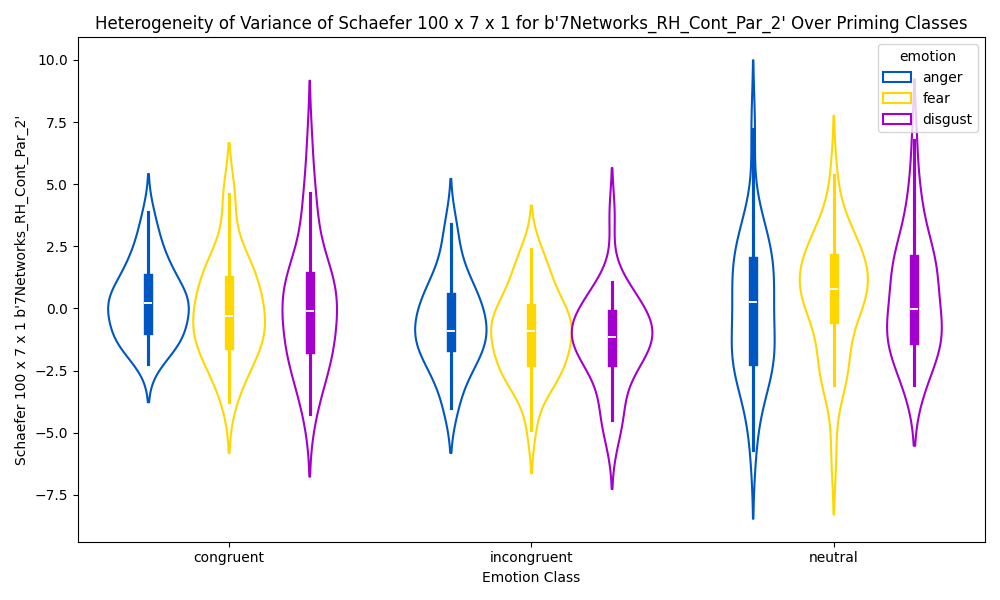 Heterogeneity of Variance of Schaefer 100 x 7 x 1 for b'7Networks_RH_Cont_Par_2' Over Priming Classes
Schaefer 100 x 7 x 1 b'7Networks_RH_Cont_Par_2'
10.0
7.5
5.0
2.5
0.0
−2.5
−5.0
−7.5
emotion
anger
fear
disgust
congruent
incongruent
neutral
Emotion Class